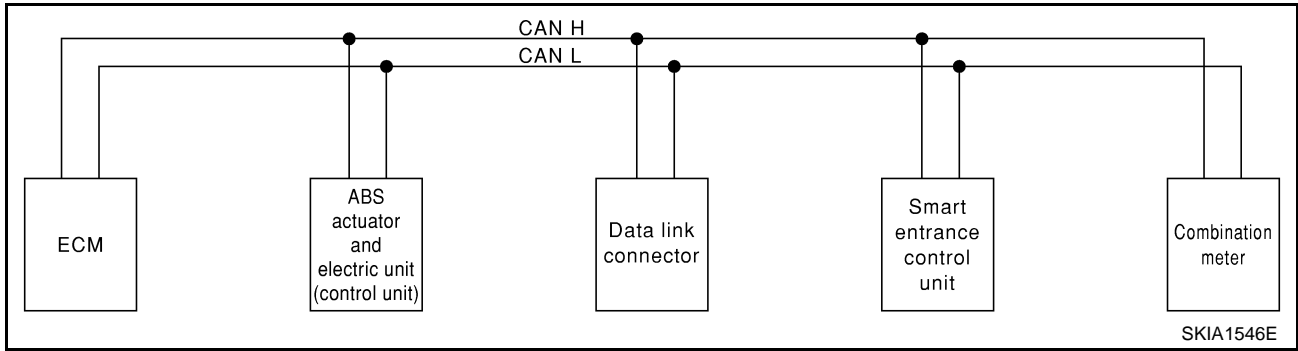 CAN H
CAN L
ECM
ABS
actuator
and
electric unit
(control unit)
Data link
connector
Smart
entrance
control
unit
Combination
meter
SKIA1546E